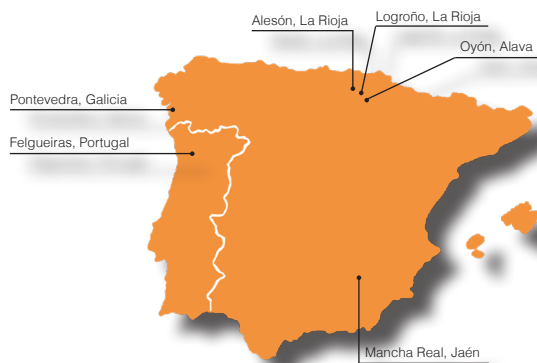 Alesón, La Rioja
Logroño, La Rioja
Oyón, Alava
Pontevedra, Galicia
Felgueiras, Portugal
Mancha Real, Jaén